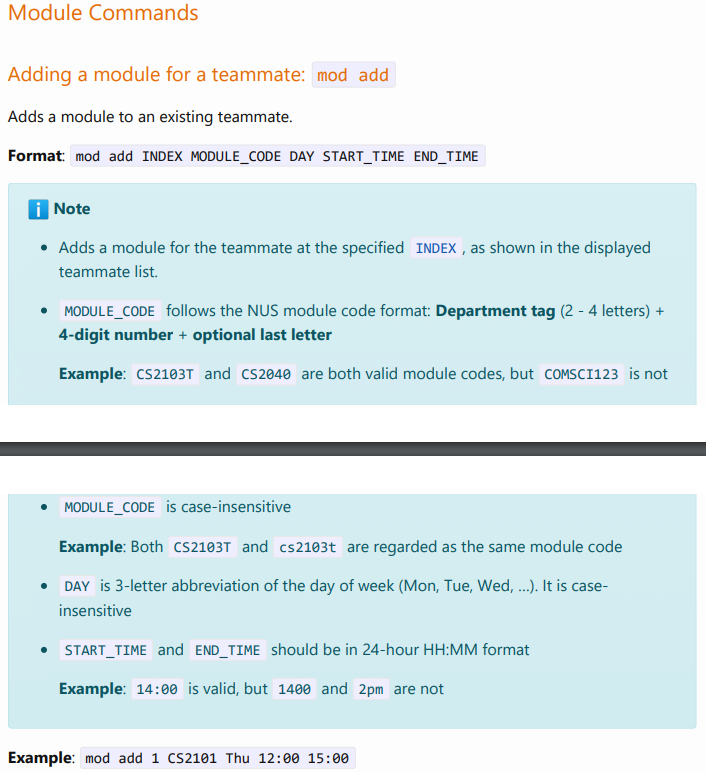 Module Commands
Adding a module for a teammate: mod add
Adds a module to an existing teammate.
Format: mod add INDEX MODULE_CODE DAY START_TIME END_TIME
i Note
• Adds a module for the teammate at the specified INDEX, as shown in the displayed
teammate list.
• MODULE_CODE follows the NUS module code format: Department tag (2 - 4 letters) +
4-digit number + optional last letter
Example: CS2103T and CS2040 are both valid module codes, but COMSCI123 is not
• MODULE_CODE is case-insensitive
Example: Both CS2103T and cs2103t are regarded as the same module code
• DAY is 3-letter abbreviation of the day of week (Mon, Tue, Wed, ...). It is case-
insensitive
• START_TIME and END_TIME should be in 24-hour HH:MM format
Example: 14:00 is valid, but 1400 and 2pm are not
Example: mod add 1 CS2101 Thu 12:00 15:00